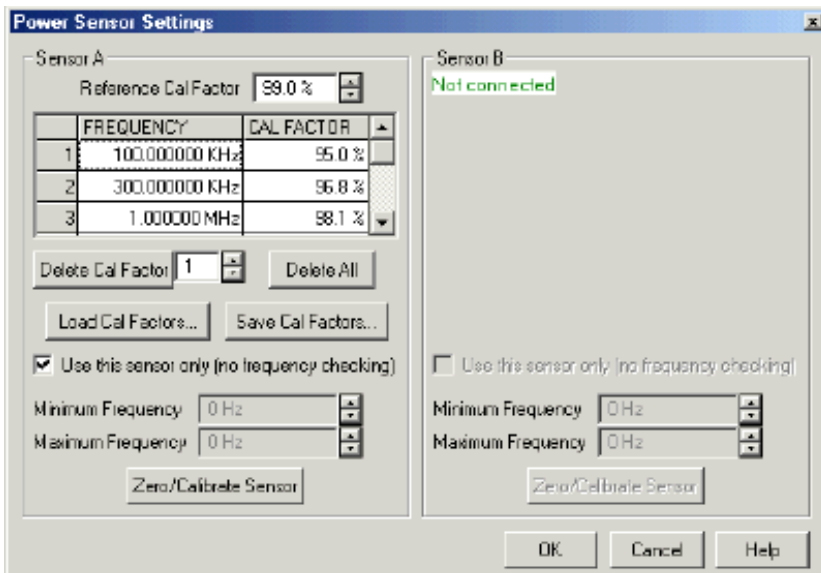 Power Sensor Settings
Sensor A
Reference Cal Factor 99.0 %
FREQUENCY CAL FACTOR
1 100.000000 KHz 95.0 %
2 300.000000 KHz 96.8 %
3 1.000000 MHz 98.1 %
Delete Cal Factor 1 Delete All
Load Cal Factors... Save Cal Factors...
Use this sensor only (no frequency checking)
Minimum Frequency 0 Hz
Maximum Frequency 0 Hz
Zero/Calibrate Sensor
Sensor B
Not connected
Use this sensor only (no frequency checking)
Minimum Frequency 0 Hz
Maximum Frequency 0 Hz
Zero/Calibrate Sensor
OK Cancel Help